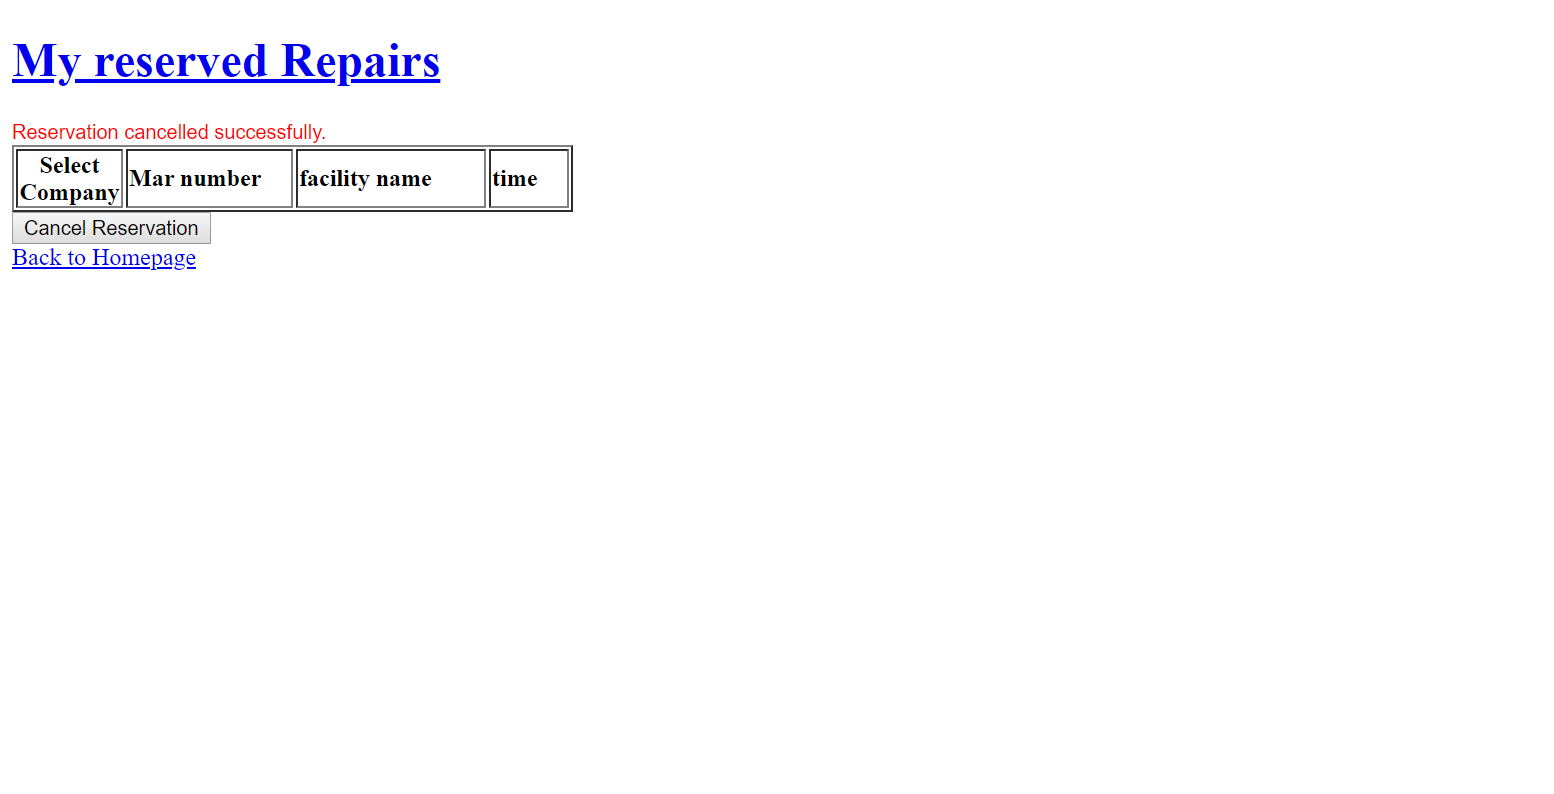 My reserved Repairs
Reservation cancelled successfully.
Select
Company
Mar number
facility name
time
Cancel Reservation
Back to Homepage